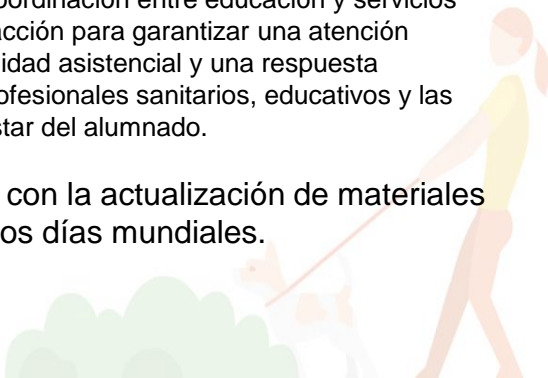 oordinación entre educación y servicios
acción para garantizar una atención
idad asistencial y una respuesta
ofesionales sanitarios, educativos y las
star del alumnado.
con la actualización de materiales
os días mundiales.